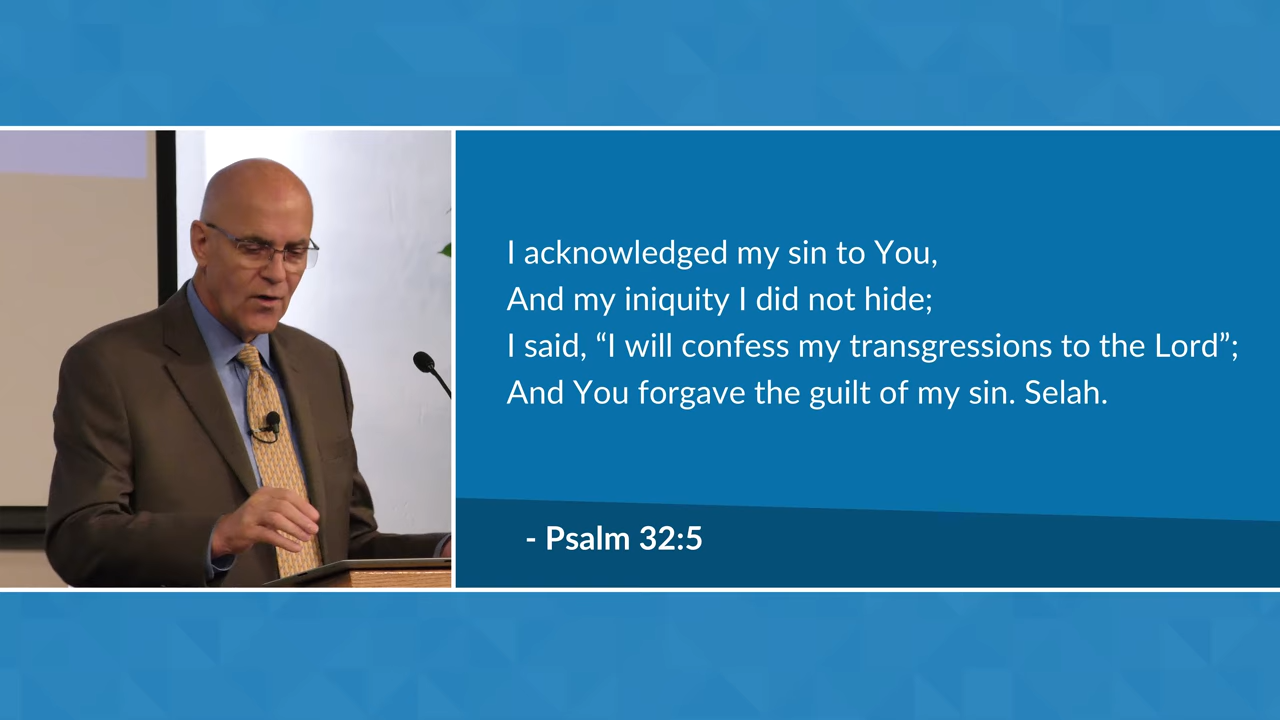 I acknowledged my sin to You,
And my iniquity I did not hide;
I said, “I will confess my transgressions to the Lord”;
And You forgave the guilt of my sin. Selah.
- Psalm 32:5